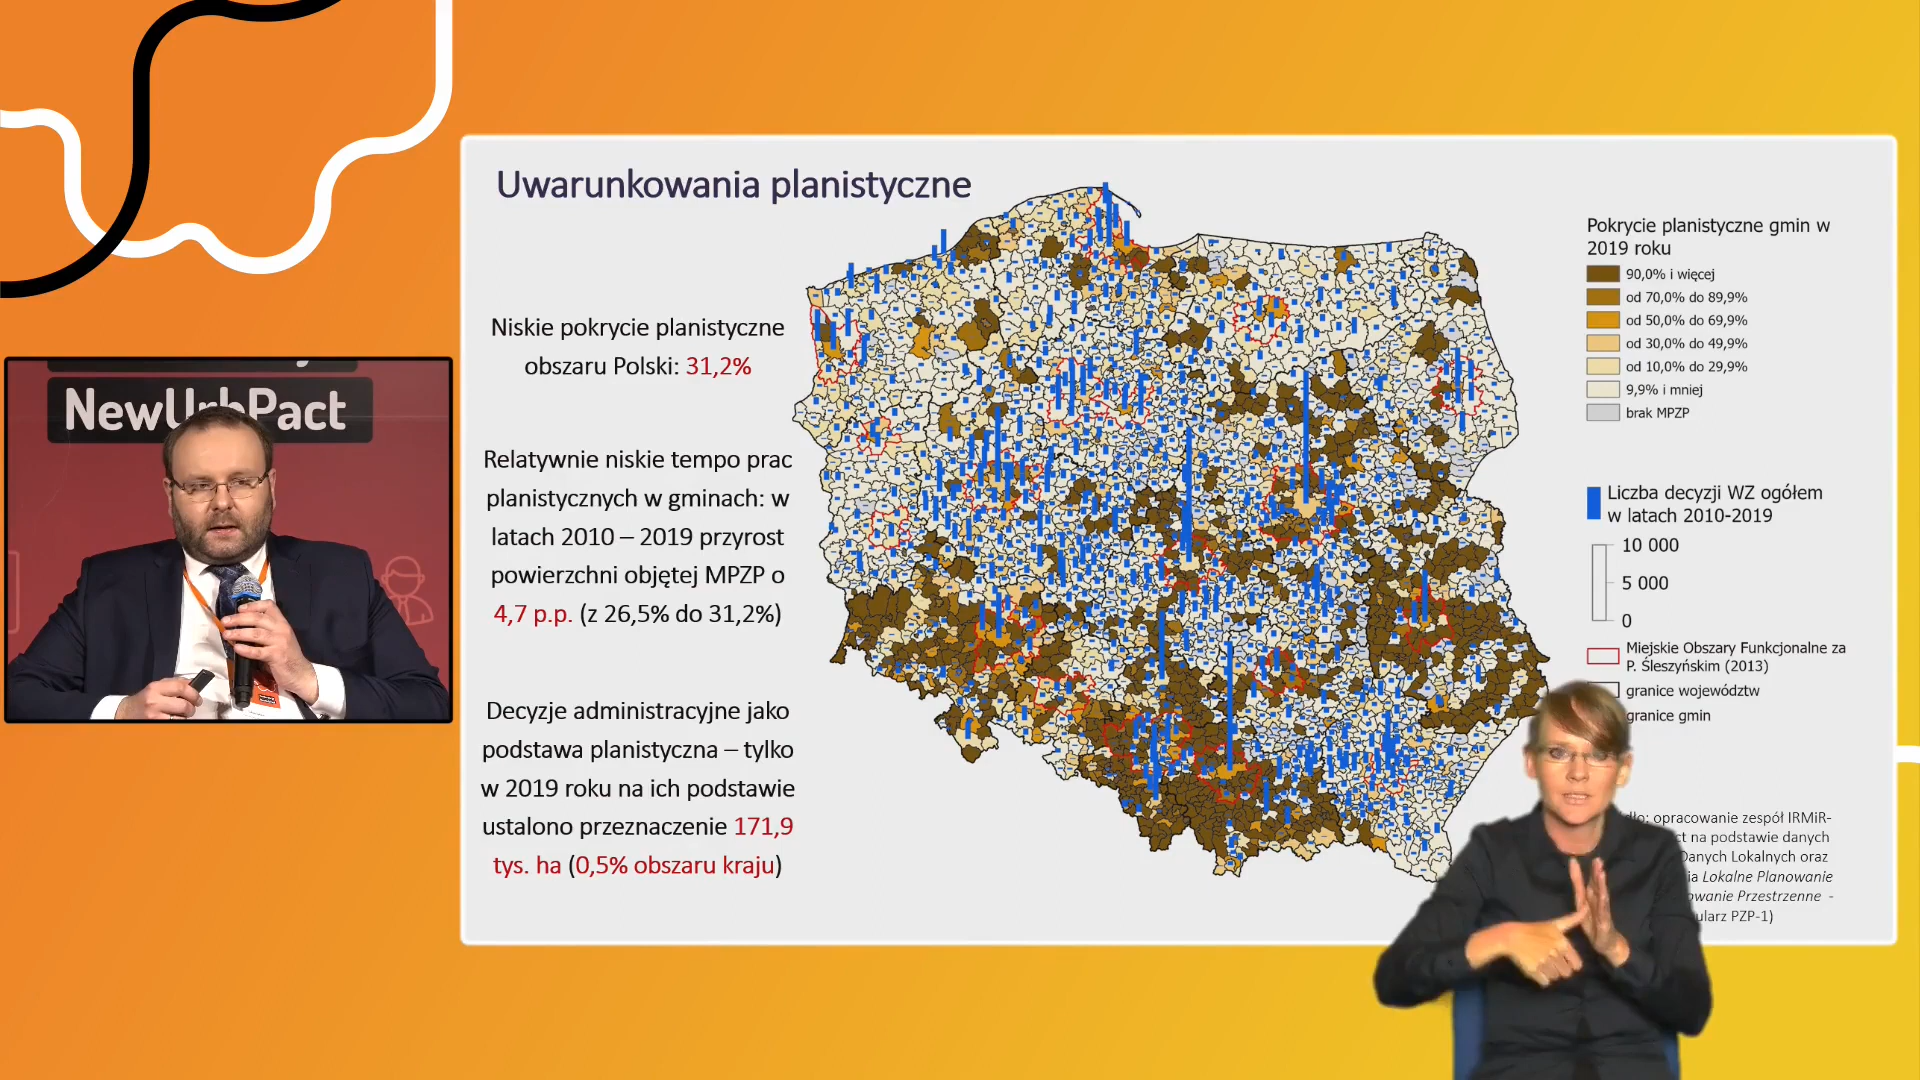 NewUrbPact
Uwarunkowania planistyczne
Niskie pokrycie planistyczne
obszaru Polski: 31,2%
Relatywnie niskie tempo prac
planistycznych w gminach: w
latach 2010 – 2019 przyrost
powierzchni objętej MPZP o
4,7 p.p. (z 26,5% do 31,2%)
Decyzje administracyjne jako
podstawa planistyczna – tylko
w 2019 roku na ich podstawie
ustalono przeznaczenie 171,9
tys. ha (0,5% obszaru kraju)
Pokrycie planistyczne gmin w
2019 roku
90,0% i więcej
od 70,0% do 89,9%
od 50,0% do 69,9%
od 30,0% do 49,9%
od 10,0% do 29,9%
9,9% i mniej
brak MPZP
Liczba decyzji WZ ogółem
w latach 2010-2019
10 000
5 000
0
Miejskie Obszary Funkcjonalne za
P. Śleszyńskim (2013)
granice województw
granice gmin
opracowanie zespół IRMiR-
na podstawie danych
Danych Lokalnych oraz
Lokalne Planowanie
Przestrzenne -
PZP-1)